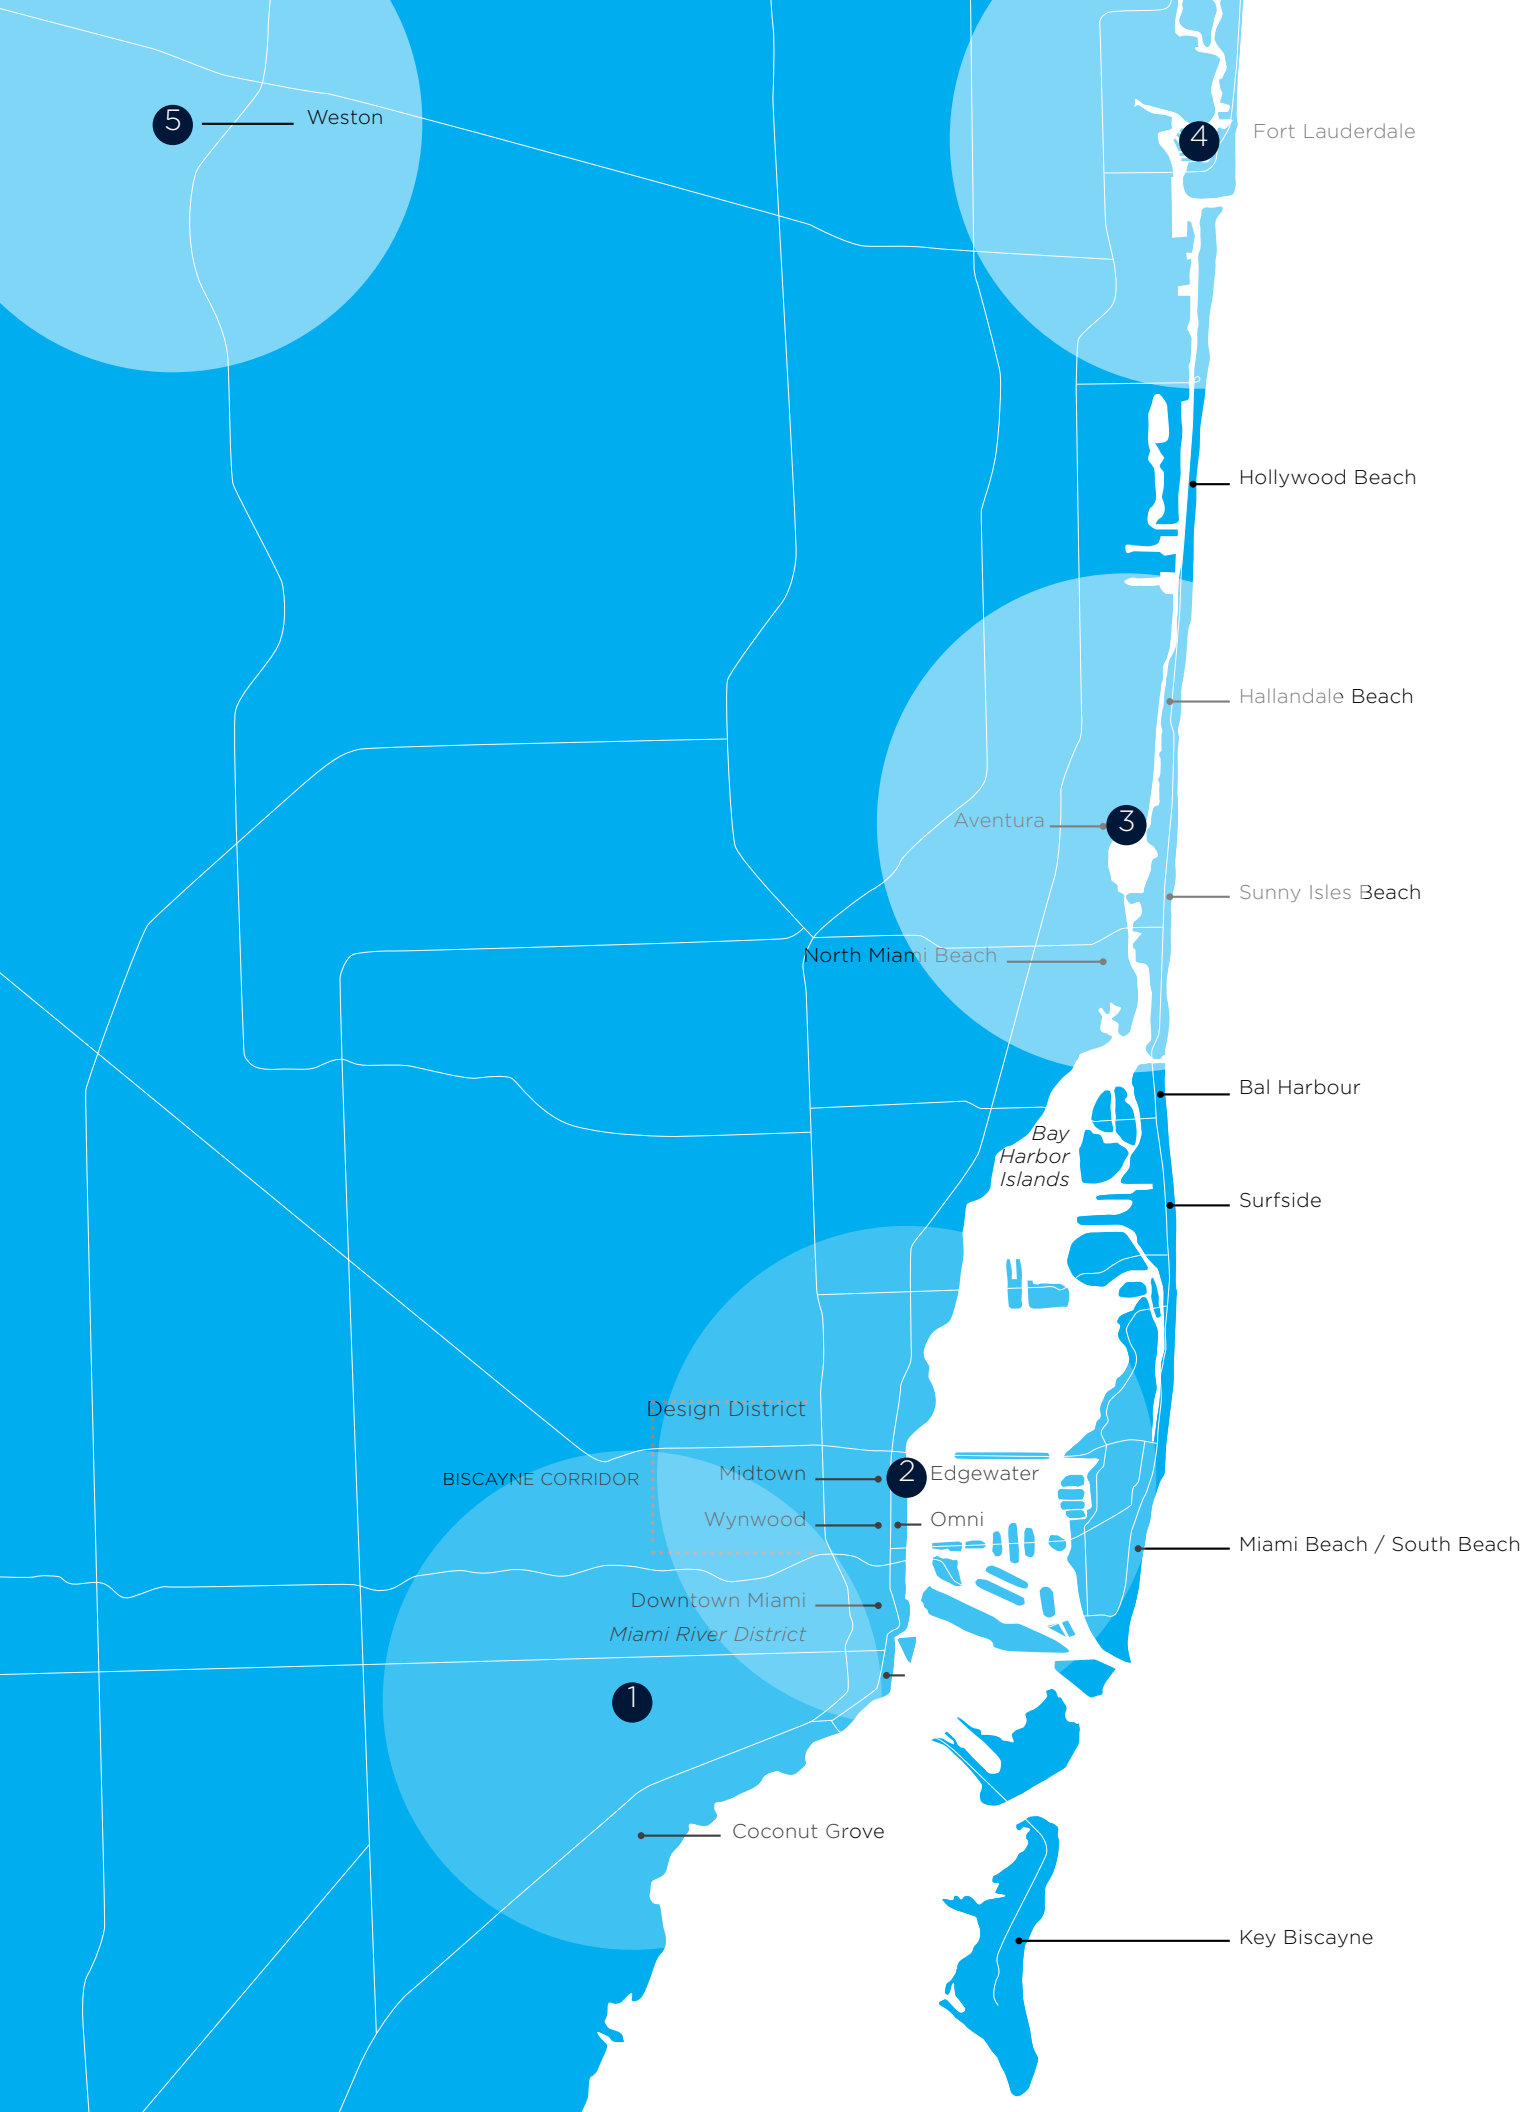 5
Weston
4
Fort Lauderdale
Hollywood Beach
Hallandale Beach
Aventura
3
Sunny Isles Beach
North Miami Beach
Bal Harbour
Bay
Harbor
Islands
Surfside
Design District
BISCAYNE CORRIDOR
Midtown
2
Edgewater
Wynwood
Omni
Miami Beach / South Beach
Downtown Miami
Miami River District
1
Coconut Grove
Key Biscayne